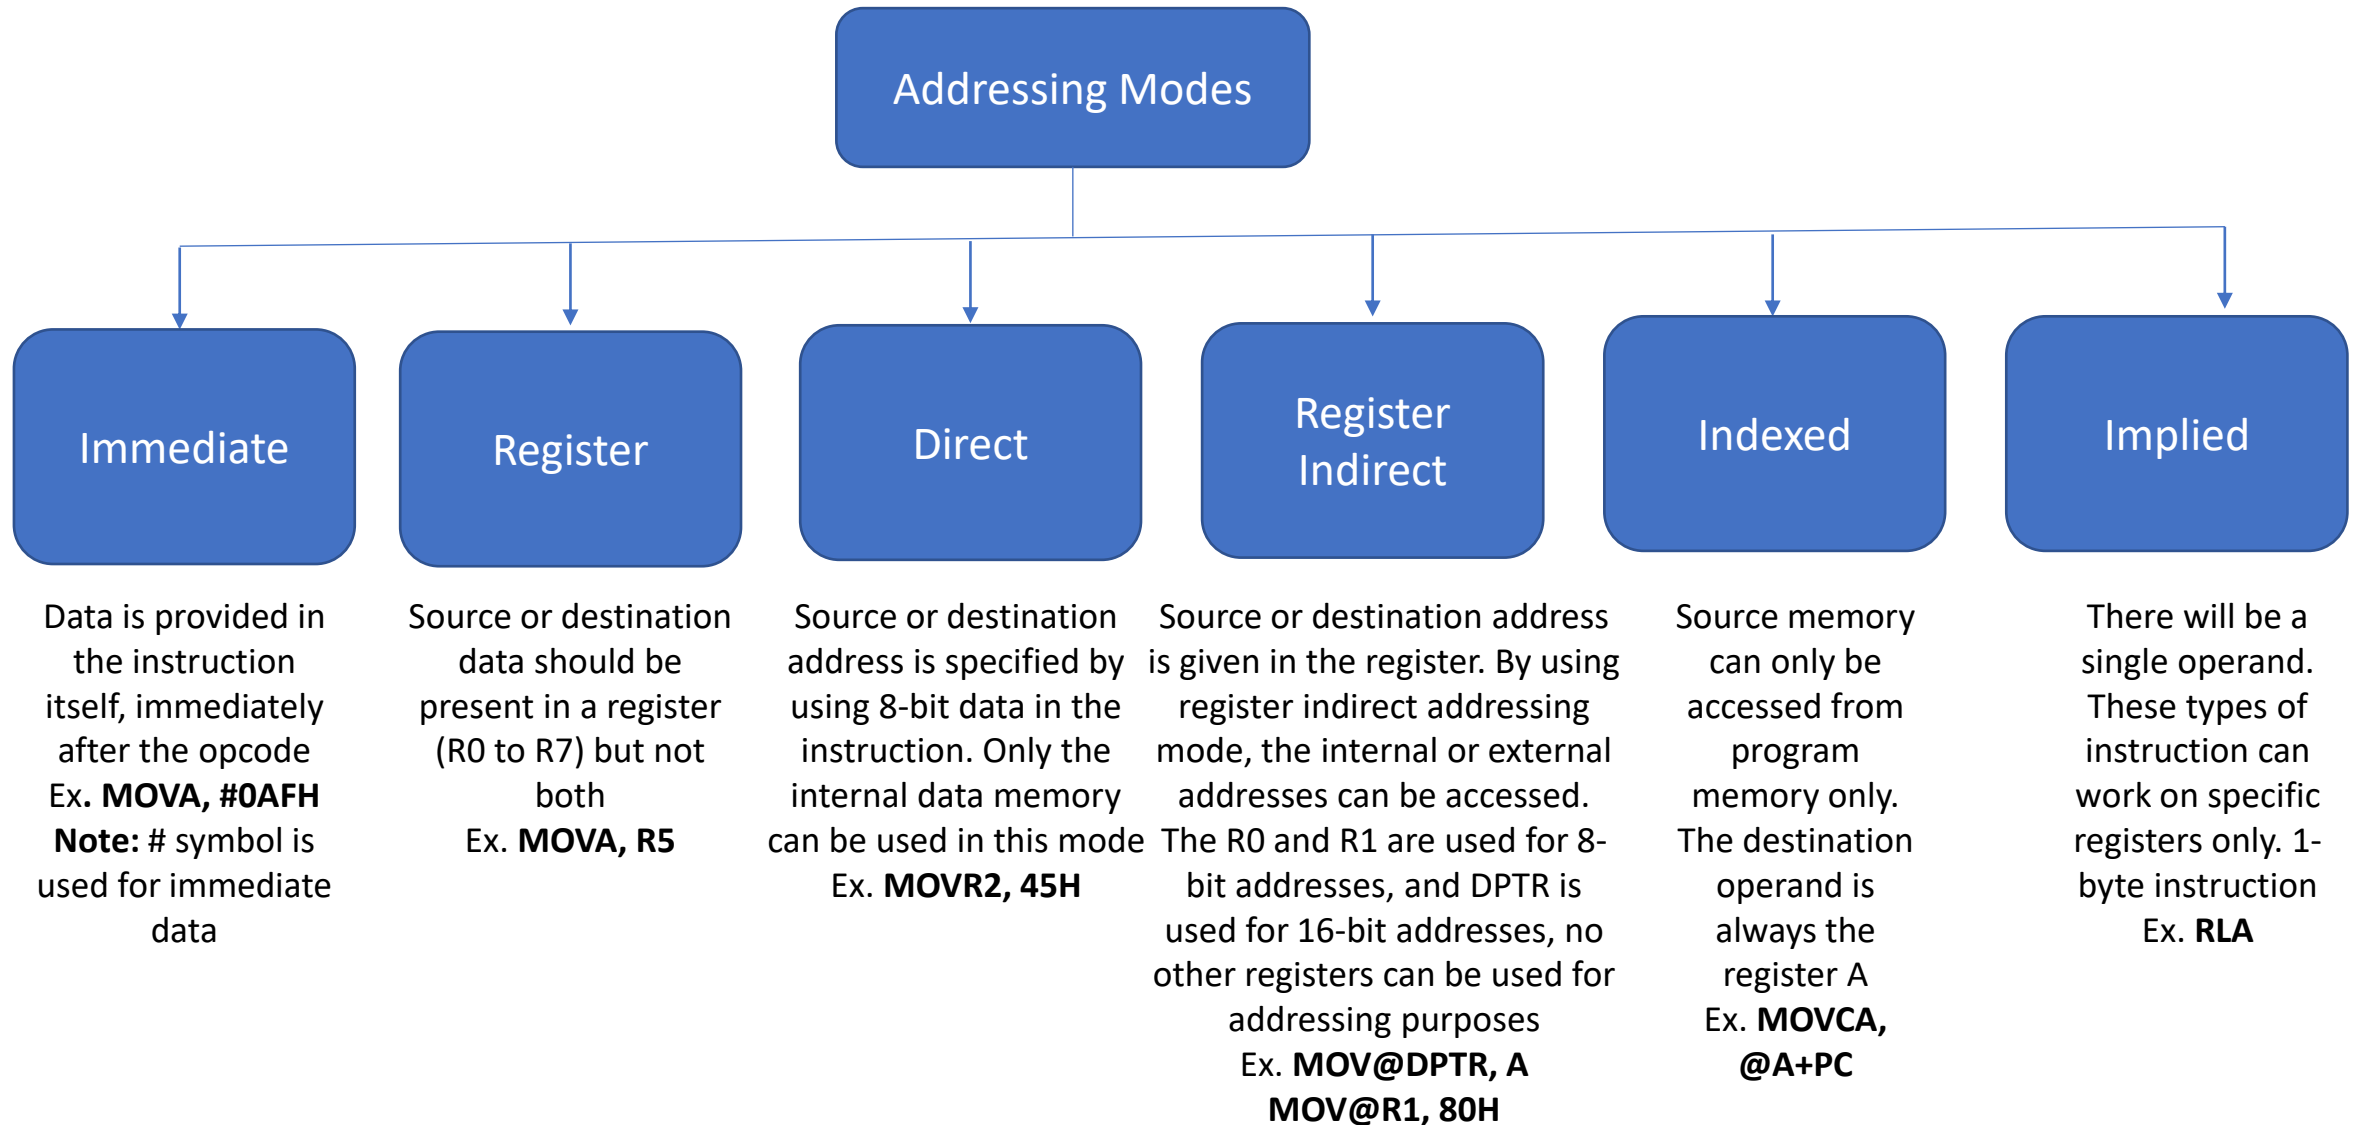 Addressing Modes
Immediate
Register
Direct
Register
Indirect
Indexed
Implied
Data is provided in
the instruction
itself, immediately
after the opcode
Ex. MOVA, #0AFH
Note: # symbol is
used for immediate
data
Source or destination
data should be
present in a register
(R0 to R7) but not
both
Ex. MOVA, R5
Source or destination
address is specified by
using 8-bit data in the
instruction. Only the
internal data memory
can be used in this mode
Ex. MOVR2, 45H
Source or destination address
is given in the register. By using
register indirect addressing
mode, the internal or external
addresses can be accessed.
The R0 and R1 are used for 8-
bit addresses, and DPTR is
used for 16-bit addresses, no
other registers can be used for
addressing purposes
Ex. MOV@DPTR, A
MOV@R1, 80H
Source memory
can only be
accessed from
program
memory only.
The destination
operand is
always the
register A
Ex. MOVCA,
@A+PC
There will be a
single operand.
These types of
instruction can
work on specific
registers only. 1-
byte instruction
Ex. RLA